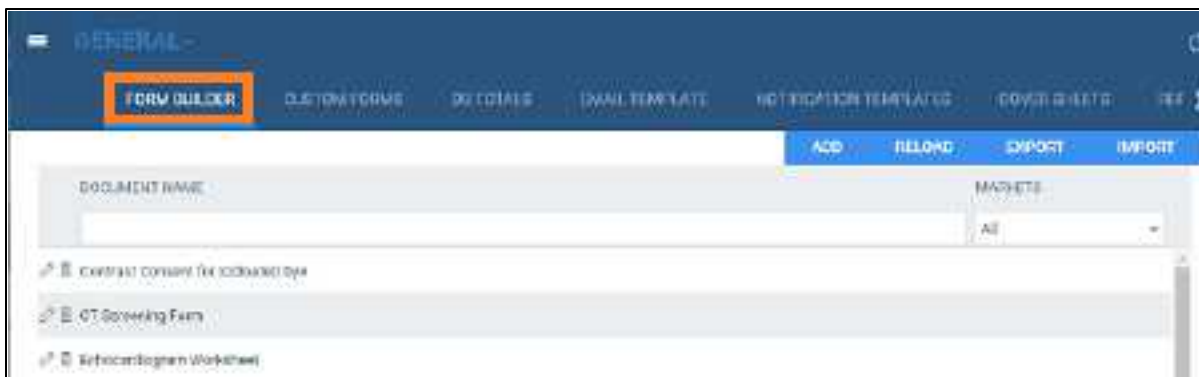 GENERAL
FORM BUILDER CUSTOM FORMS EMAIL TEMPLATE NOTIFICATION TEMPLATES COVER SHEETS
ADD RELOAD EXPORT IMPORT
DOCUMENT NAME MARKETS
All
Contrast Consent for Iodinated Dye
CT Screening Form
Echocardiogram Worksheet